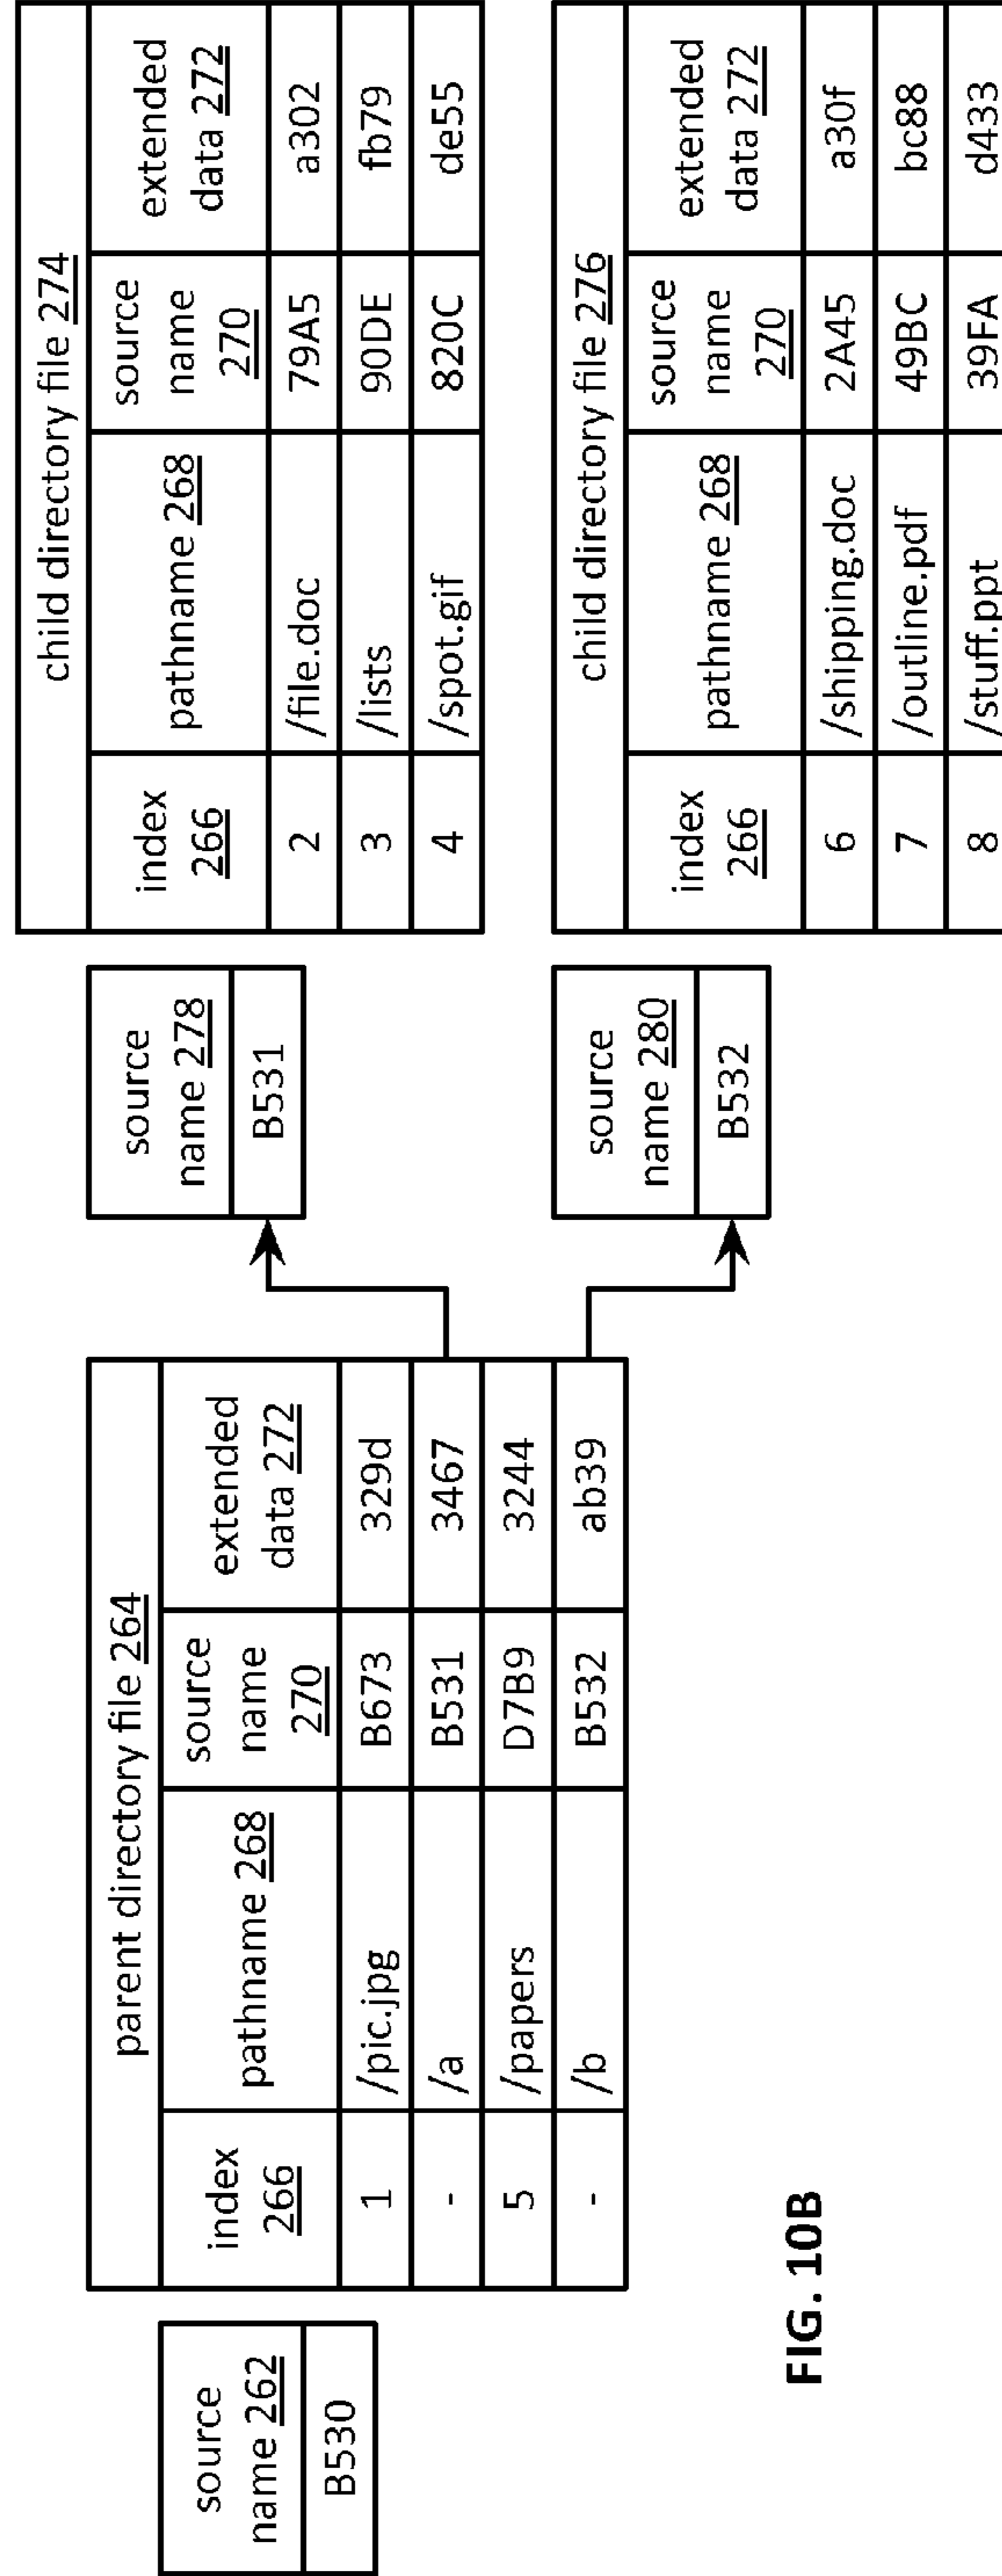 source
name 262
B530
parent directory file 264
index
266
pathname 268
source
name
270
extended
data 272
1 /pic.jpg B673 329d
- /a B531 3467
5 /papers D7B9 3244
- /b B532 ab39
source
name 278
B531
child directory file 274
index
266
pathname 268
source
name
270
extended
data 272
2 /file.doc 79A5 a302
3 /lists 90DE fb79
4 /spot.gif 820C de55
source
name 280
B532
child directory file 276
index
266
pathname 268
source
name
270
extended
data 272
6 /shipping.doc 2A45 a30f
7 /outline.pdf 49BC bc88
8 /stuff.ppt 39FA d433
FIG. 10B